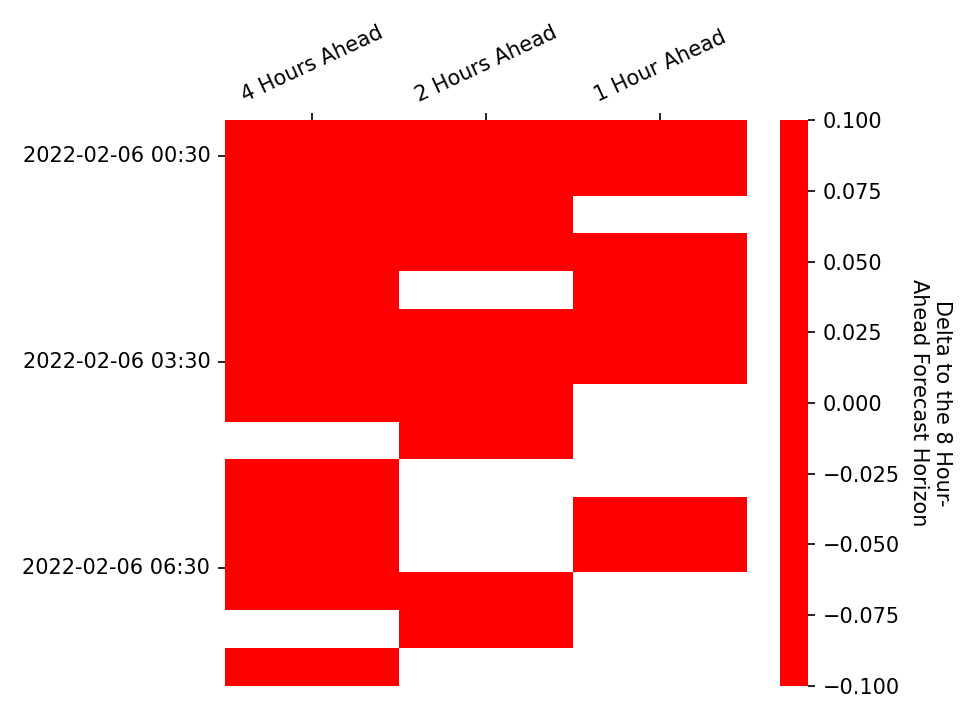 4 Hours Ahead
2 Hours Ahead
1 Hour Ahead
2022-02-06 00:30
2022-02-06 03:30
2022-02-06 06:30
0.100
0.075
0.050
0.025
0.000
−0.025
−0.050
−0.075
−0.100
Delta to the 8 Hour-
Ahead Forecast Horizon